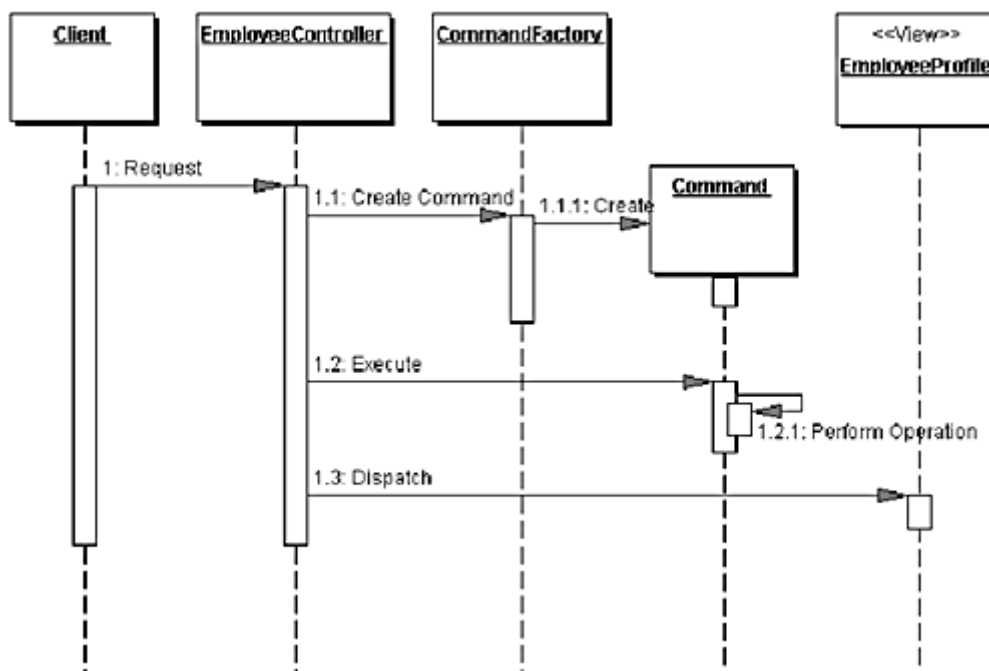 Client
EmployeeController
CommandFactory
<<View>>
EmployeeProfile
1: Request
1.1: Create Command
1.1.1: Create
Command
1.2: Execute
1.2.1: Perform Operation
1.3: Dispatch